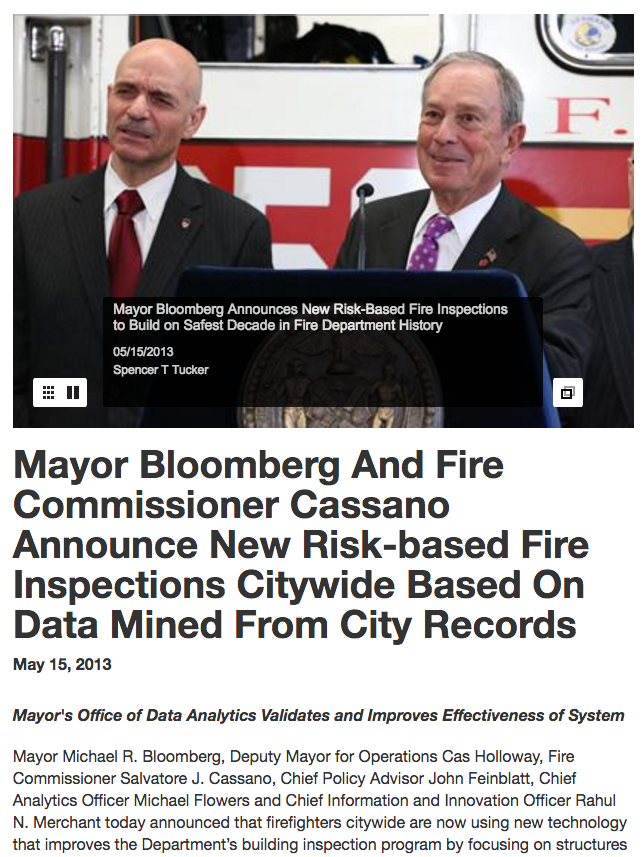 F.
Mayor Bloomberg Announces New Risk-Based Fire Inspections
to Build on Safest Decade in Fire Department History
05/15/2013
Spencer T Tucker
Mayor Bloomberg And Fire
Commissioner Cassano
Announce New Risk-based Fire
Inspections Citywide Based On
Data Mined From City Records
May 15, 2013
Mayor's Office of Data Analytics Validates and Improves Effectiveness of System
Mayor Michael R. Bloomberg, Deputy Mayor for Operations Cas Holloway, Fire
Commissioner Salvatore J. Cassano, Chief Policy Advisor John Feinblatt, Chief
Analytics Officer Michael Flowers and Chief Information and Innovation Officer Rahul
N. Merchant today announced that firefighters citywide are now using new technology
that improves the Department’s building inspection program by focusing on structures